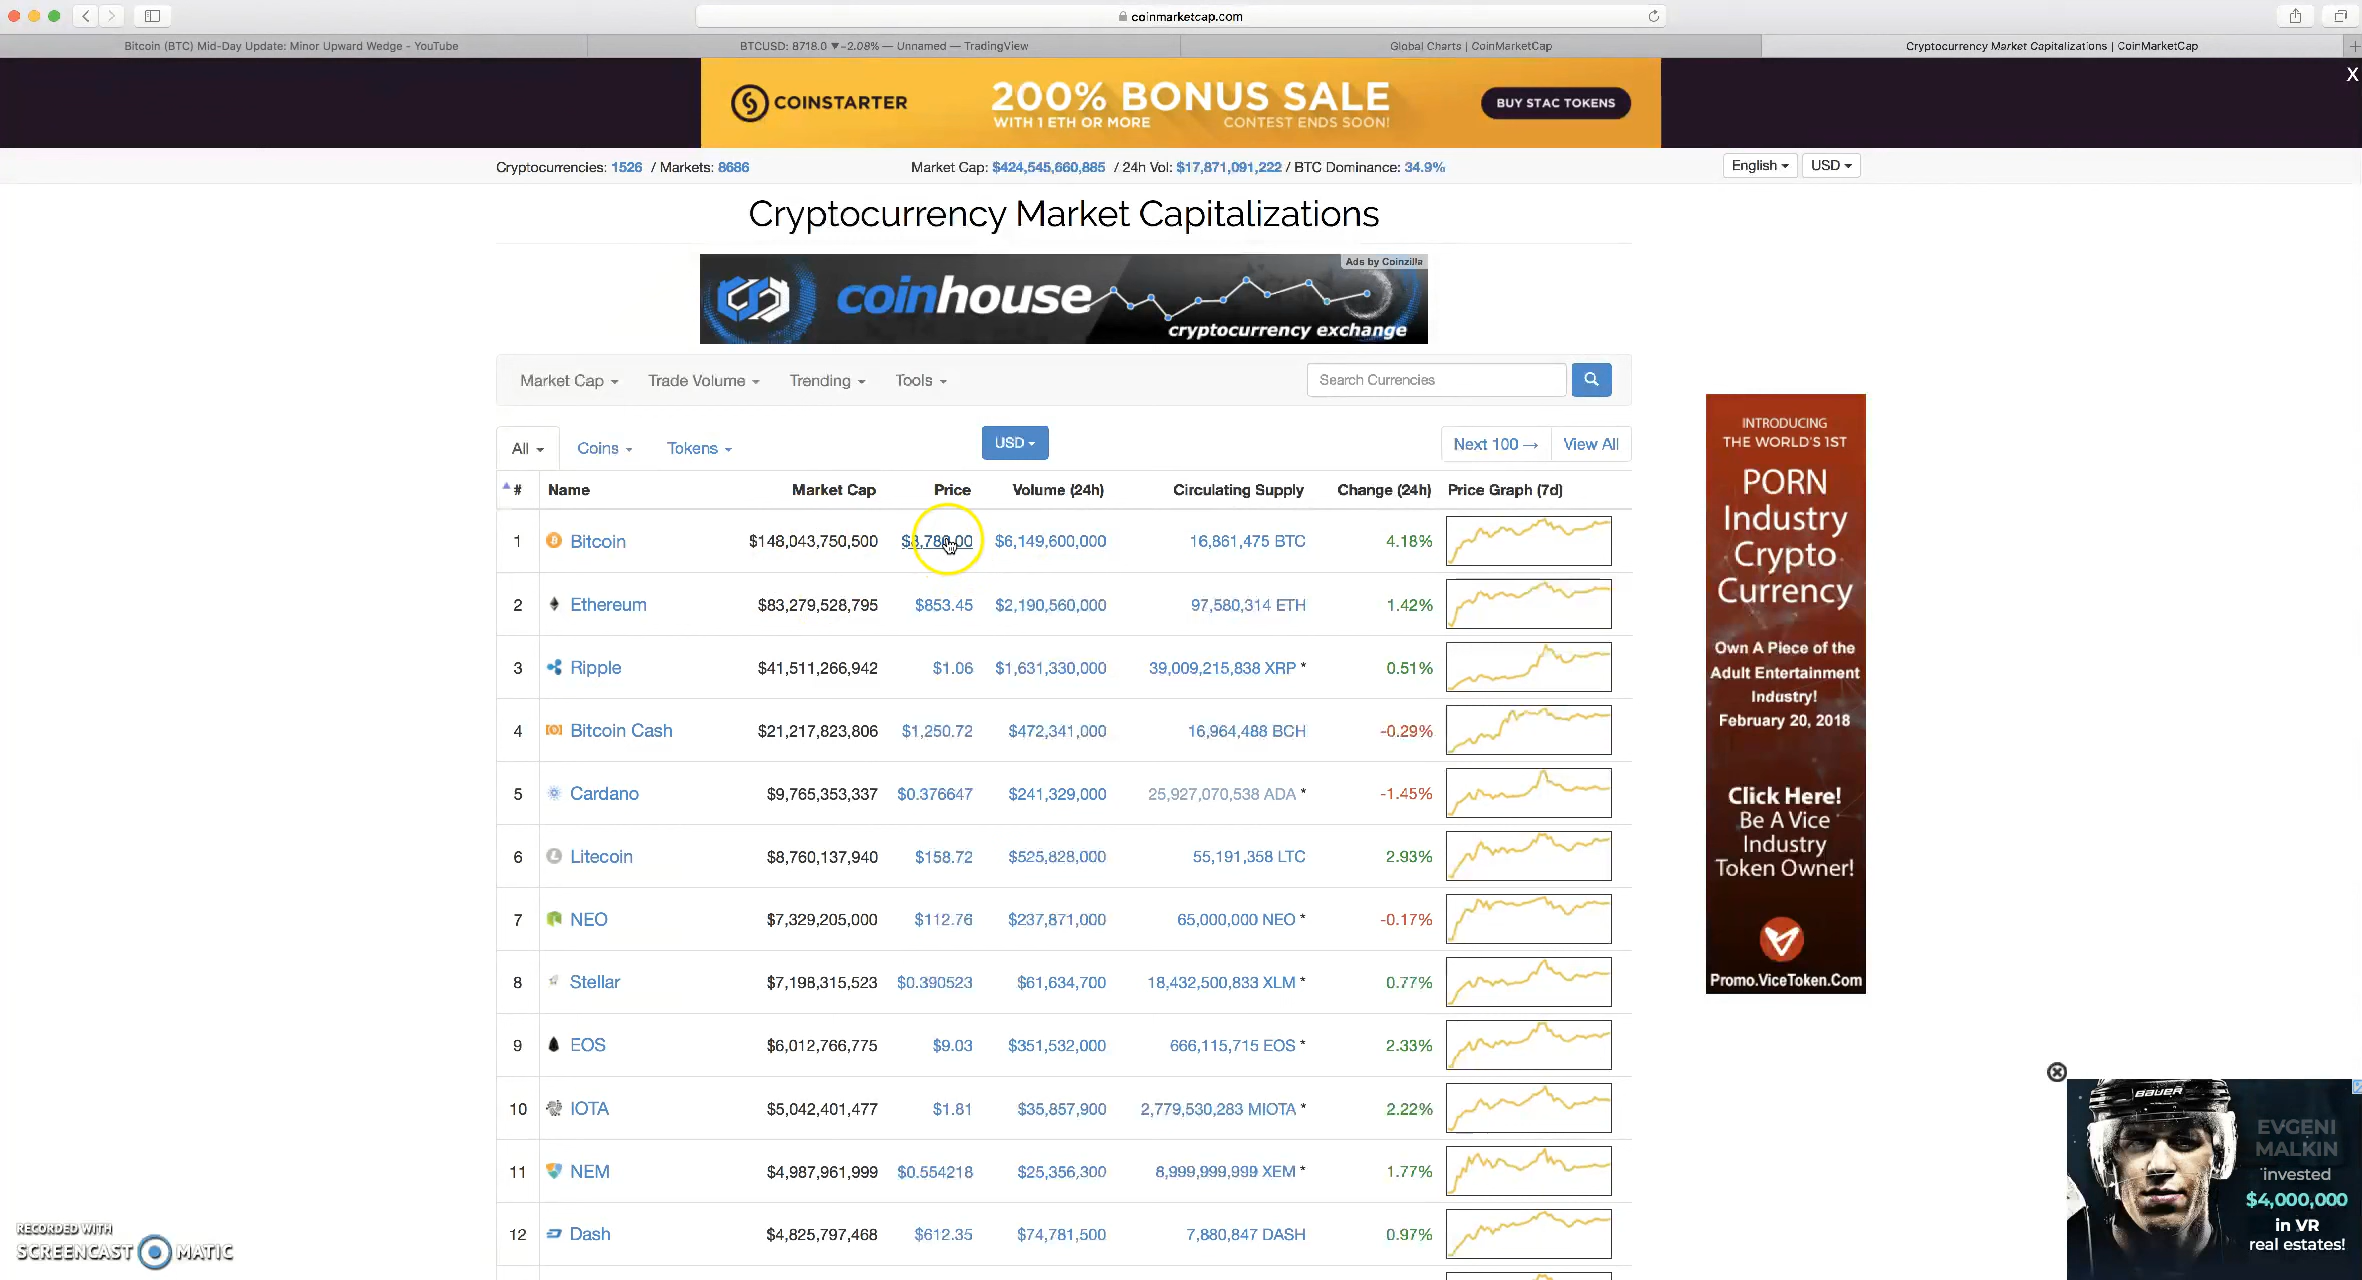 coinmarketcap.com
Bitcoin (BTC) Mid-Day Update: Minor Upward Wedge - YouTube
BTCUSD: 8718.0 ▼−2.08% — Unnamed — TradingView
Global Charts | CoinMarketCap
Cryptocurrency Market Capitalizations | CoinMarketCap
X
COINSTARTER
200% BONUS SALE
WITH 1 ETH OR MORE CONTEST ENDS SOON!
BUY STAC TOKENS
Cryptocurrencies: 1526 / Markets: 8686
Market Cap: $424,545,660,885 / 24h Vol: $17,871,091,222 / BTC Dominance: 34.9%
English USD
Cryptocurrency Market Capitalizations
Ads by Coinzilla
coinhouse
cryptocurrency exchange
Market Cap Trade Volume Trending Tools
Search Currencies
All Coins Tokens
USD
Next 100 → View All
# Name Market Cap Price Volume (24h) Circulating Supply Change (24h) Price Graph (7d)
1 Bitcoin $148,043,750,500 $8,780.00 $6,149,600,000 16,861,475 BTC 4.18%
2 Ethereum $83,279,528,795 $853.45 $2,190,560,000 97,580,314 ETH 1.42%
3 Ripple $41,511,266,942 $1.06 $1,631,330,000 39,009,215,838 XRP * 0.51%
4 Bitcoin Cash $21,217,823,806 $1,250.72 $472,341,000 16,964,488 BCH -0.29%
5 Cardano $9,765,353,337 $0.376647 $241,329,000 25,927,070,538 ADA * -1.45%
6 Litecoin $8,760,137,940 $158.72 $525,828,000 55,191,358 LTC 2.93%
7 NEO $7,329,205,000 $112.76 $237,871,000 65,000,000 NEO * -0.17%
8 Stellar $7,198,315,523 $0.390523 $61,634,700 18,432,500,833 XLM * 0.77%
9 EOS $6,012,766,775 $9.03 $351,532,000 666,115,715 EOS * 2.33%
10 IOTA $5,042,401,477 $1.81 $35,857,900 2,779,530,283 MIOTA * 2.22%
11 NEM $4,987,961,999 $0.554218 $25,356,300 8,999,999,999 XEM * 1.77%
12 Dash $4,825,797,468 $612.35 $74,781,500 7,880,847 DASH 0.97%
INTRODUCING
THE WORLD'S 1ST
PORN
Industry
Crypto
Currency
Own A Piece of the
Adult Entertainment
Industry!
February 20, 2018
Click Here!
Be A Vice
Industry
Token Owner!
Promo.ViceToken.Com
BAUER
EVGENI
MALKIN
invested
$4,000,000
in VR
real estates!
RECORDED WITH
SCREENCAST MATIC